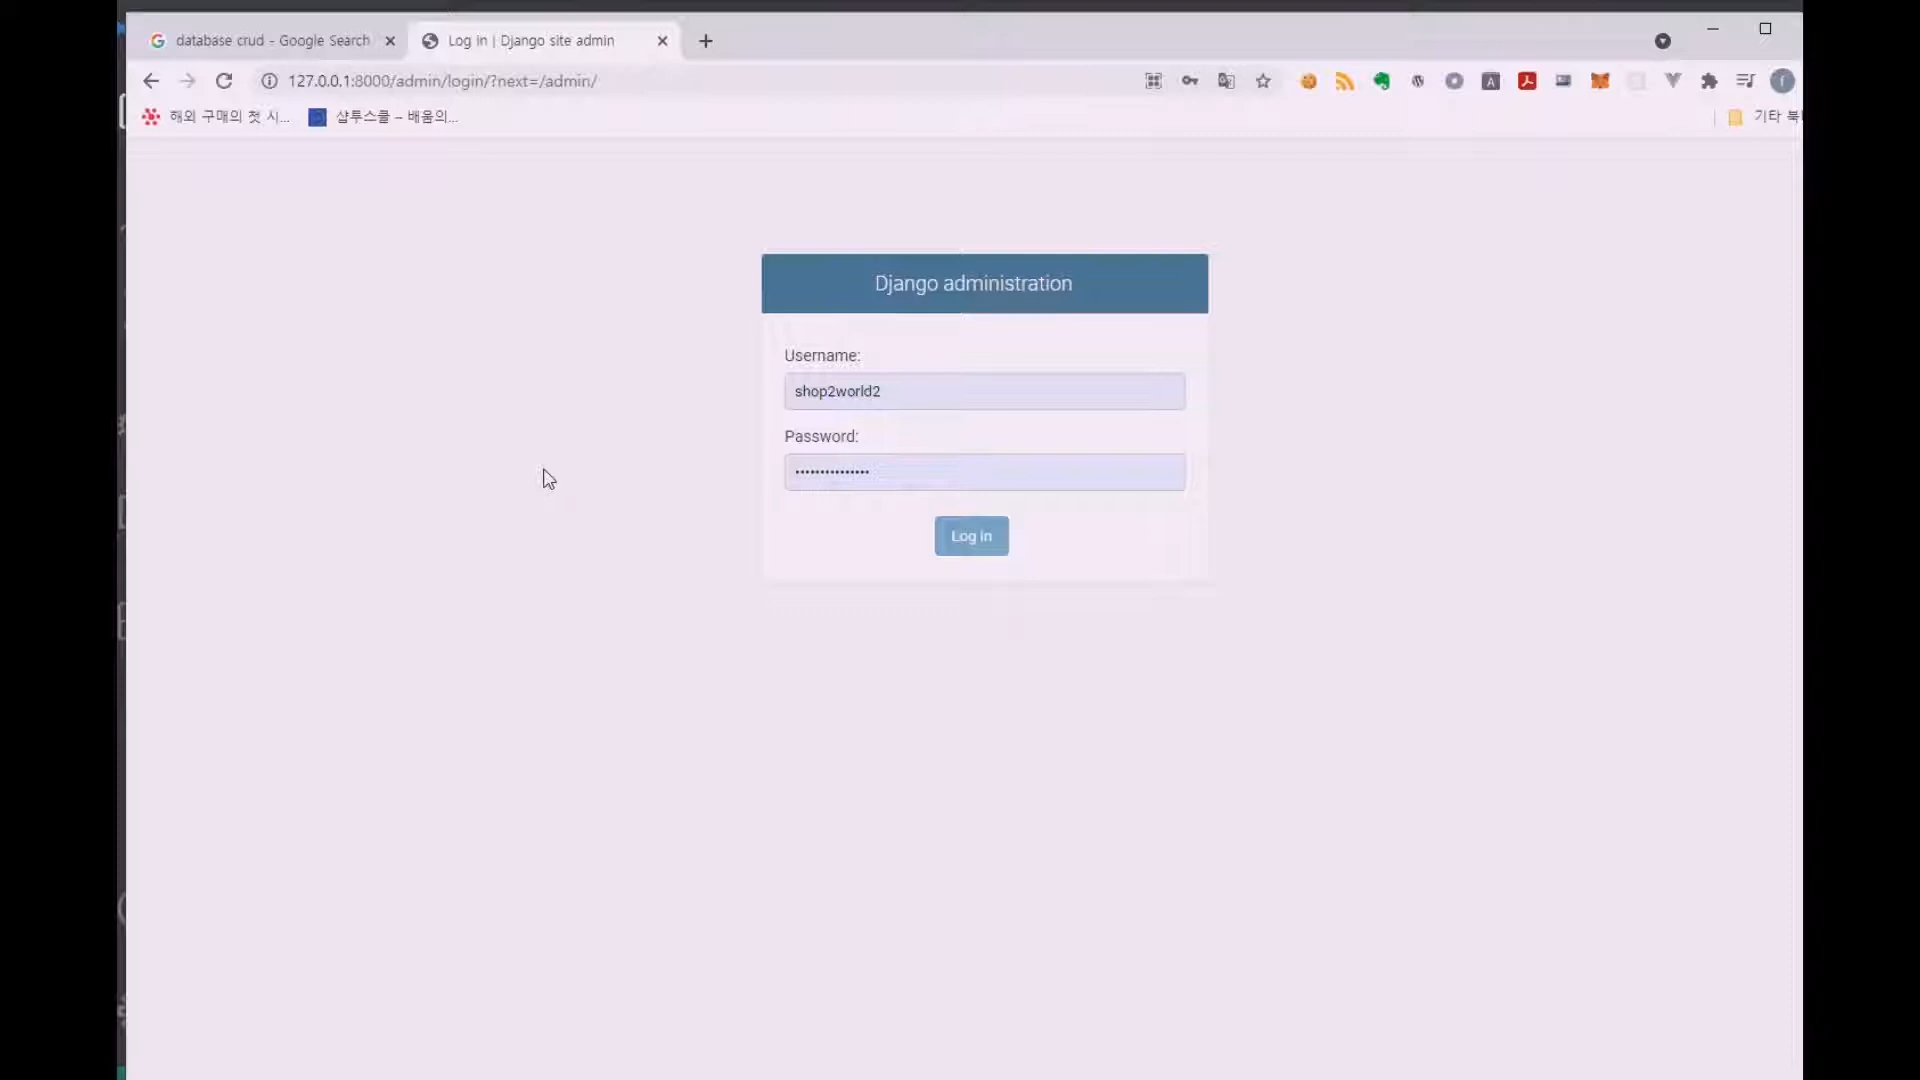 database crud - Google Search
Log in | Django site admin
127.0.0.1:8000/admin/login/?next=/admin/
해외 구매의 첫 시...
샵투스쿨 – 배움의...
기타 북
Django administration
Username:
shop2world2
Password:
•••••••••••••••
Log in